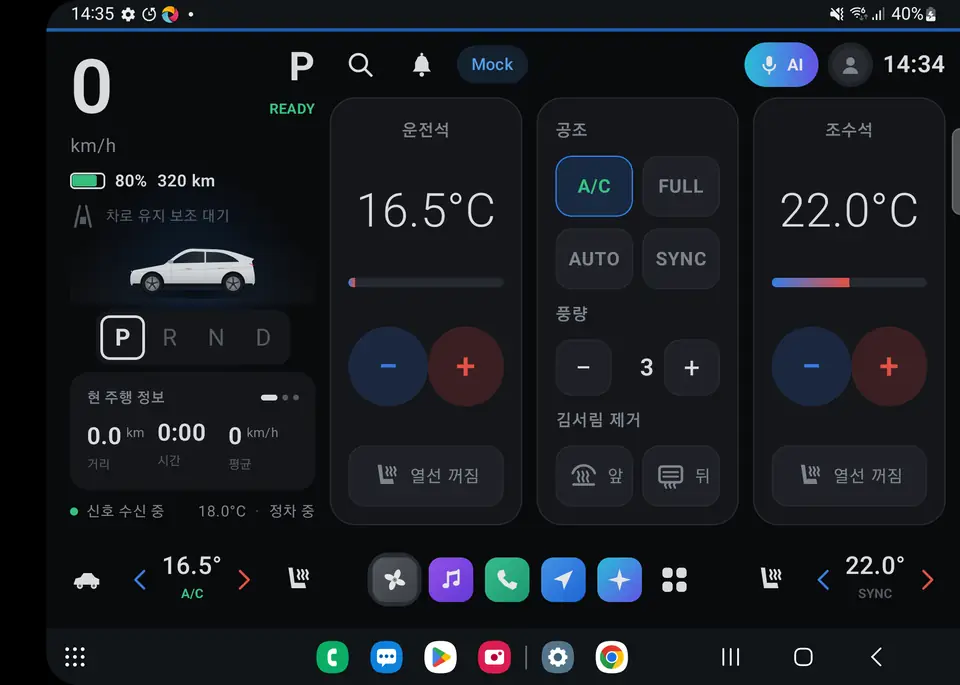 14:35
40%
0
P
READY
km/h
80% 320 km
차로 유지 보조 대기
P R N D
현 주행 정보
0.0 km 0:00 0 km/h
거리 시간 평균
신호 수신 중 18.0°C · 정차 중
Mock
AI
14:34
운전석
16.5°C
− +
열선 꺼짐
공조
A/C FULL
AUTO SYNC
풍량
− 3 +
김서림 제거
앞 뒤
조수석
22.0°C
− +
열선 꺼짐
16.5°
A/C
22.0°
SYNC